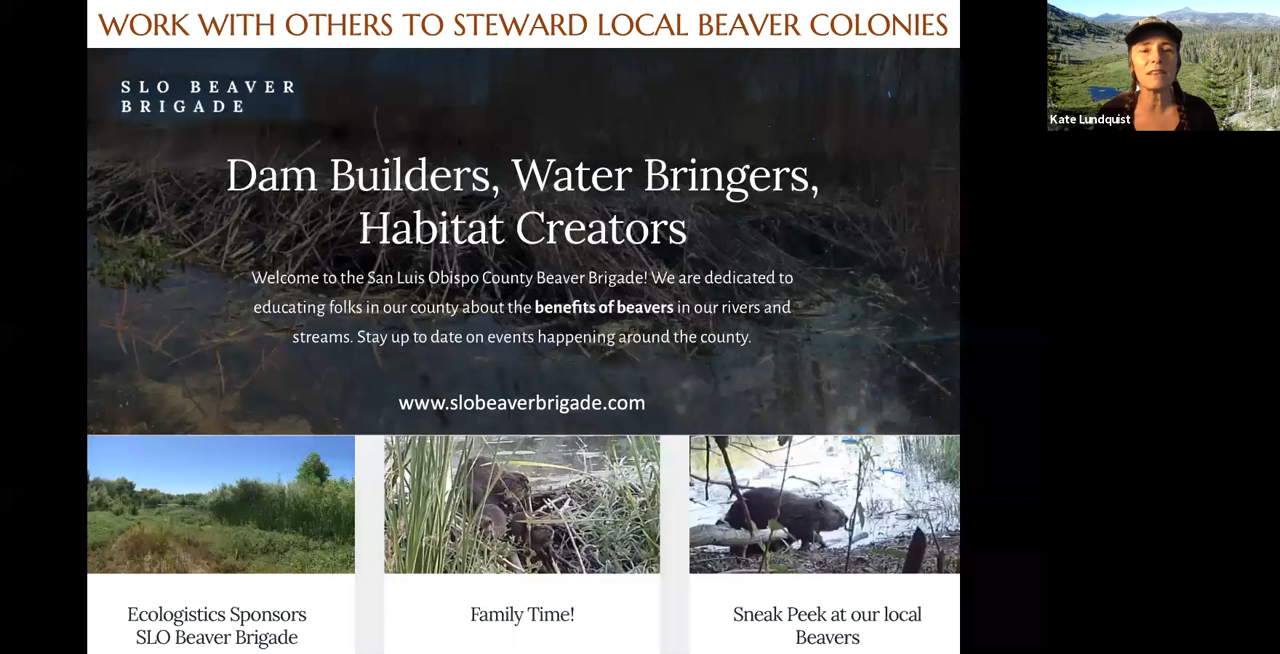 WORK WITH OTHERS TO STEWARD LOCAL BEAVER COLONIES
SLO BEAVER
BRIGADE
Dam Builders, Water Bringers,
Habitat Creators
Welcome to the San Luis Obispo County Beaver Brigade! We are dedicated to
educating folks in our county about the benefits of beavers in our rivers and
streams. Stay up to date on events happening around the county.
www.slobeaverbrigade.com
Ecologistics Sponsors
SLO Beaver Brigade
Family Time!
Sneak Peek at our local
Beavers
Kate Lundquist